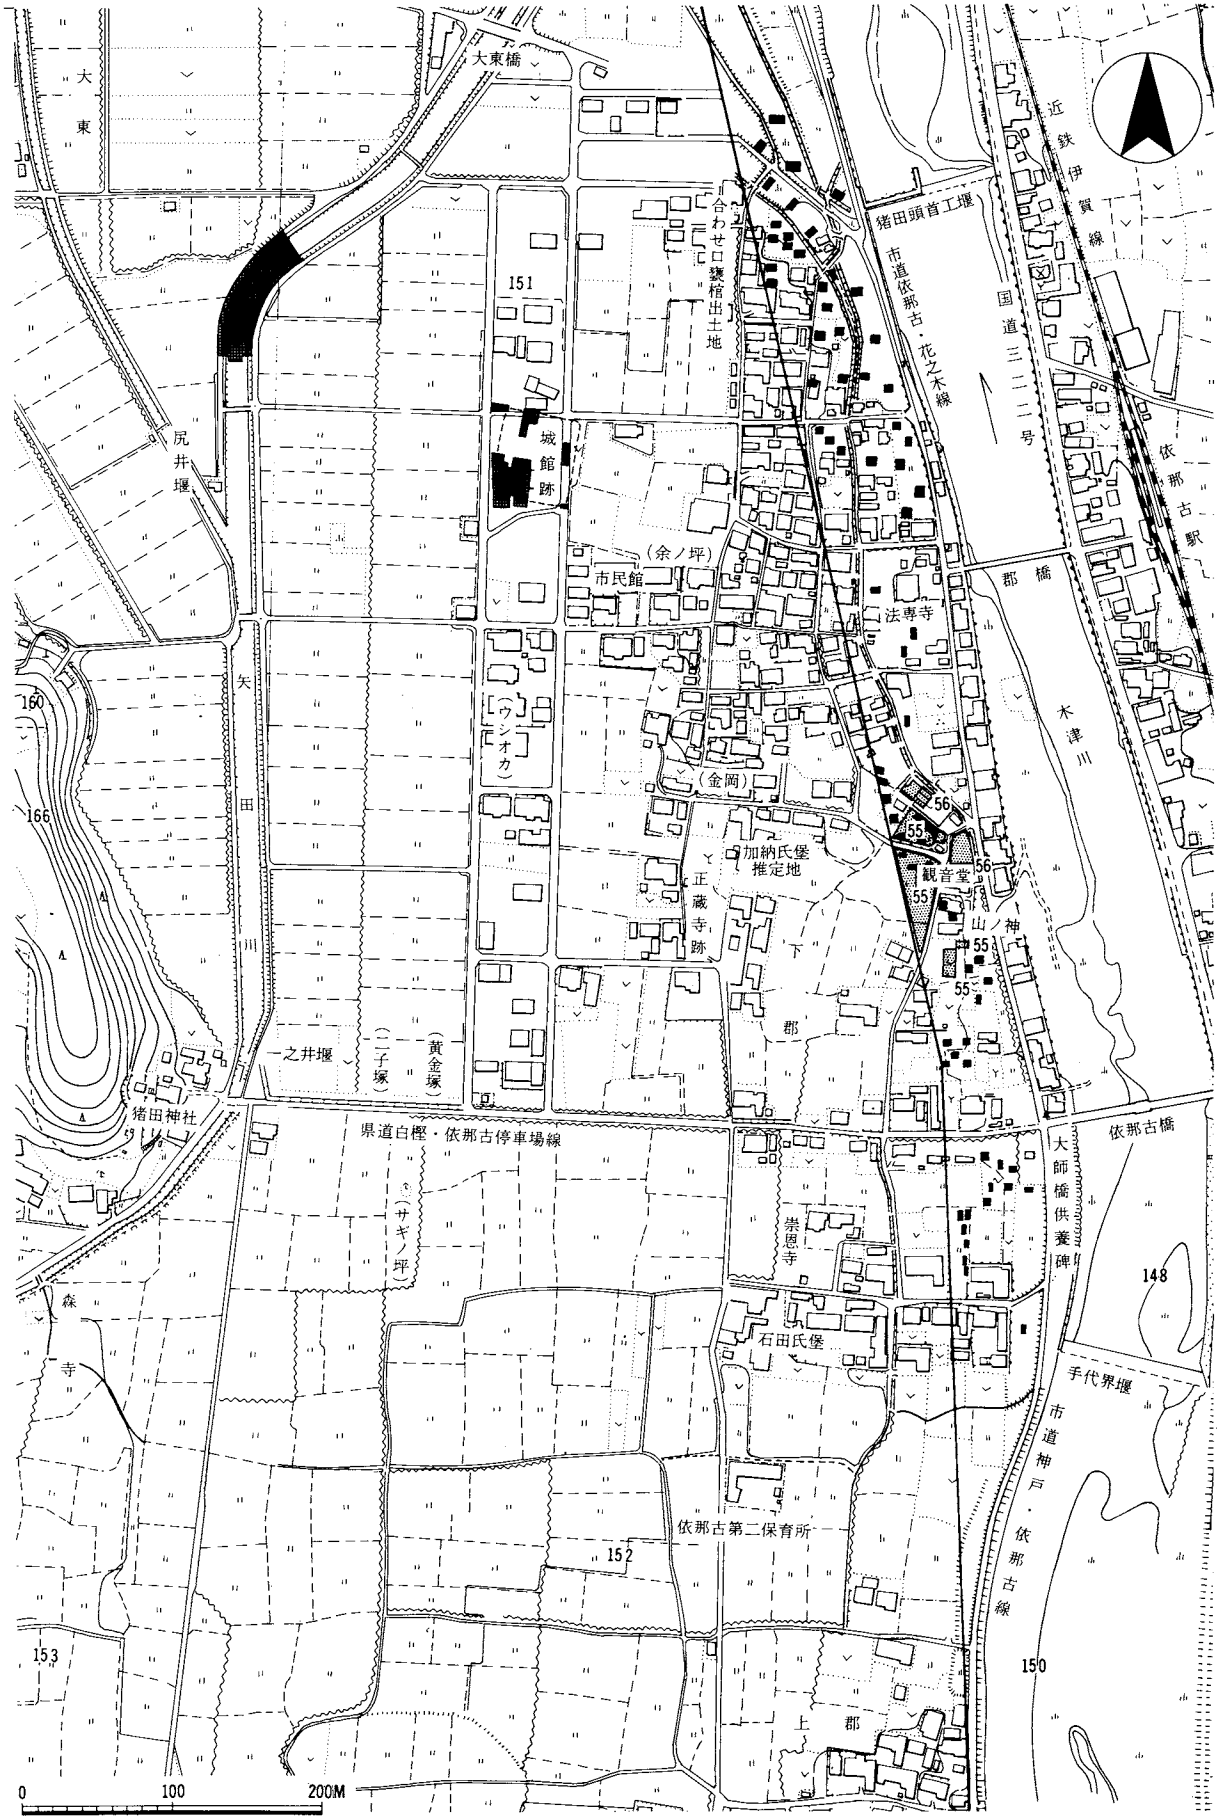 大東橋
大東
近鉄伊賀線
猪田頭首工堰
合わせ口甕棺出土地
市道依那古・花之木線
国道三二二号
151
尻井堰
城館跡
依那古駅
(余ノ坪)
市民館
郡橋
法専寺
矢田川
160
(ウシオカ)
木津川
(金岡)
166
56
55
加納氏堡
推定地
観音堂
56
55
正蔵寺跡
山ノ神
55
下郡
55
一之井堰
(二子塚)
(黄金塚)
猪田神社
県道白樫・依那古停車場線
依那古橋
大師橋供養碑
(サギノ坪)
崇恩寺
148
森寺
石田氏堡
手代界堰
市道神戸・依那古線
依那古第二保育所
152
153
150
上郡
0 100 200M